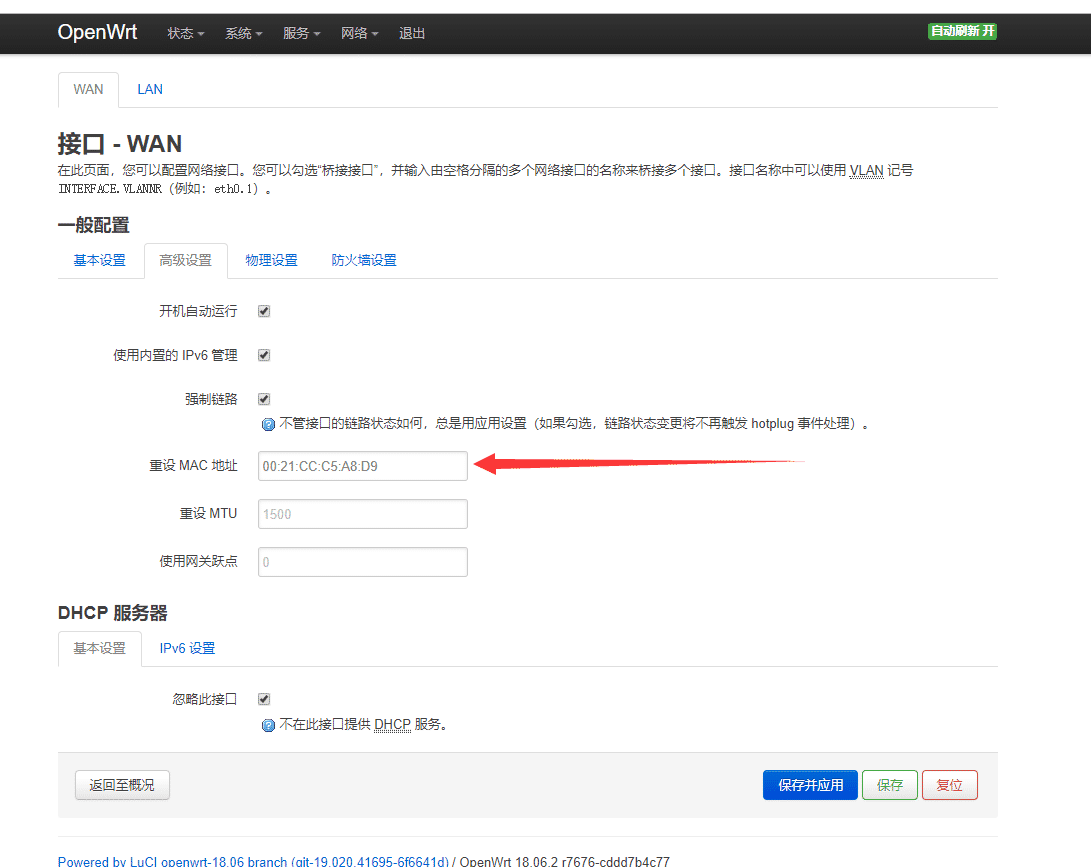 OpenWrt 状态 系统 服务 网络 退出 自动刷新 开
WAN LAN
接口 - WAN
在此页面，您可以配置网络接口。您可以勾选“桥接接口”，并输入由空格分隔的多个网络接口的名称来桥接多个接口。接口名称中可以使用 VLAN 记号
INTERFACE.VLANNR（例如：eth0.1）。
一般配置
基本设置 高级设置 物理设置 防火墙设置
开机自动运行
使用内置的 IPv6 管理
强制链路
不管接口的链路状态如何，总是用应用设置（如果勾选，链路状态变更将不再触发 hotplug 事件处理）。
重设 MAC 地址 00:21:CC:C5:A8:D9
重设 MTU 1500
使用网关跃点 0
DHCP 服务器
基本设置 IPv6 设置
忽略此接口
不在此接口提供 DHCP 服务。
返回至概况 保存并应用 保存 复位
Powered by LuCI openwrt-18.06 branch (git-19.020.41695-6f6641d) / OpenWrt 18.06.2 r7676-cddd7b4c77